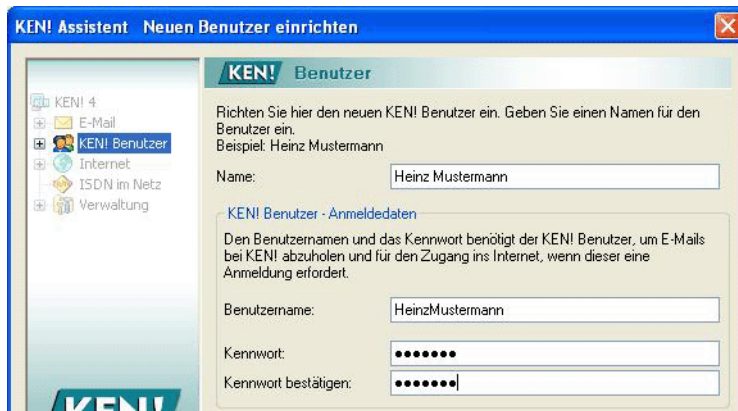 KEN! Assistent Neuen Benutzer einrichten
KEN! Benutzer
KEN! 4
E-Mail
KEN! Benutzer
Internet
ISDN im Netz
Verwaltung
KEN!
Richten Sie hier den neuen KEN! Benutzer ein. Geben Sie einen Namen für den
Benutzer ein.
Beispiel: Heinz Mustermann
Name: Heinz Mustermann
KEN! Benutzer - Anmeldedaten
Den Benutzernamen und das Kennwort benötigt der KEN! Benutzer, um E-Mails
bei KEN! abzuholen und für den Zugang ins Internet, wenn dieser eine
Anmeldung erfordert.
Benutzername: HeinzMustermann
Kennwort: ●●●●●●●
Kennwort bestätigen: ●●●●●●●